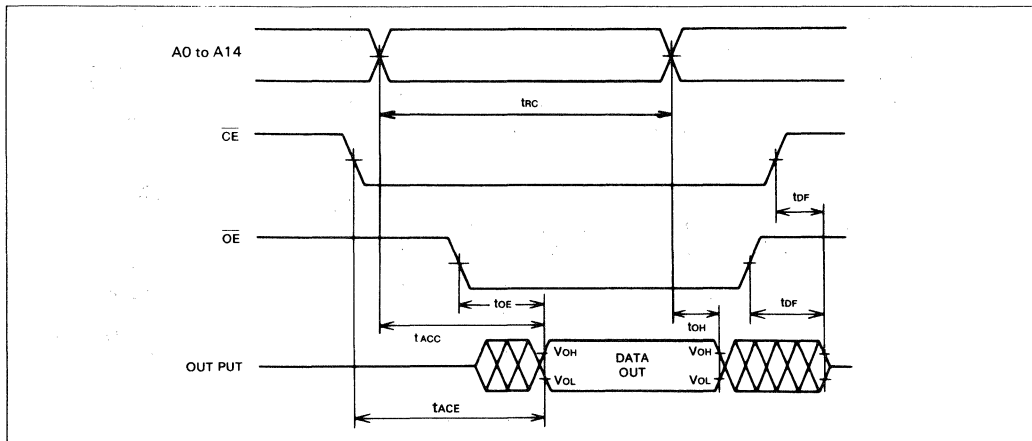 A0 to A14
tRC
CE
tDF
OE
tOE
tOH
tDF
tACC
OUT PUT
VOH
DATA
OUT
VOH
VOL
VOL
tACE